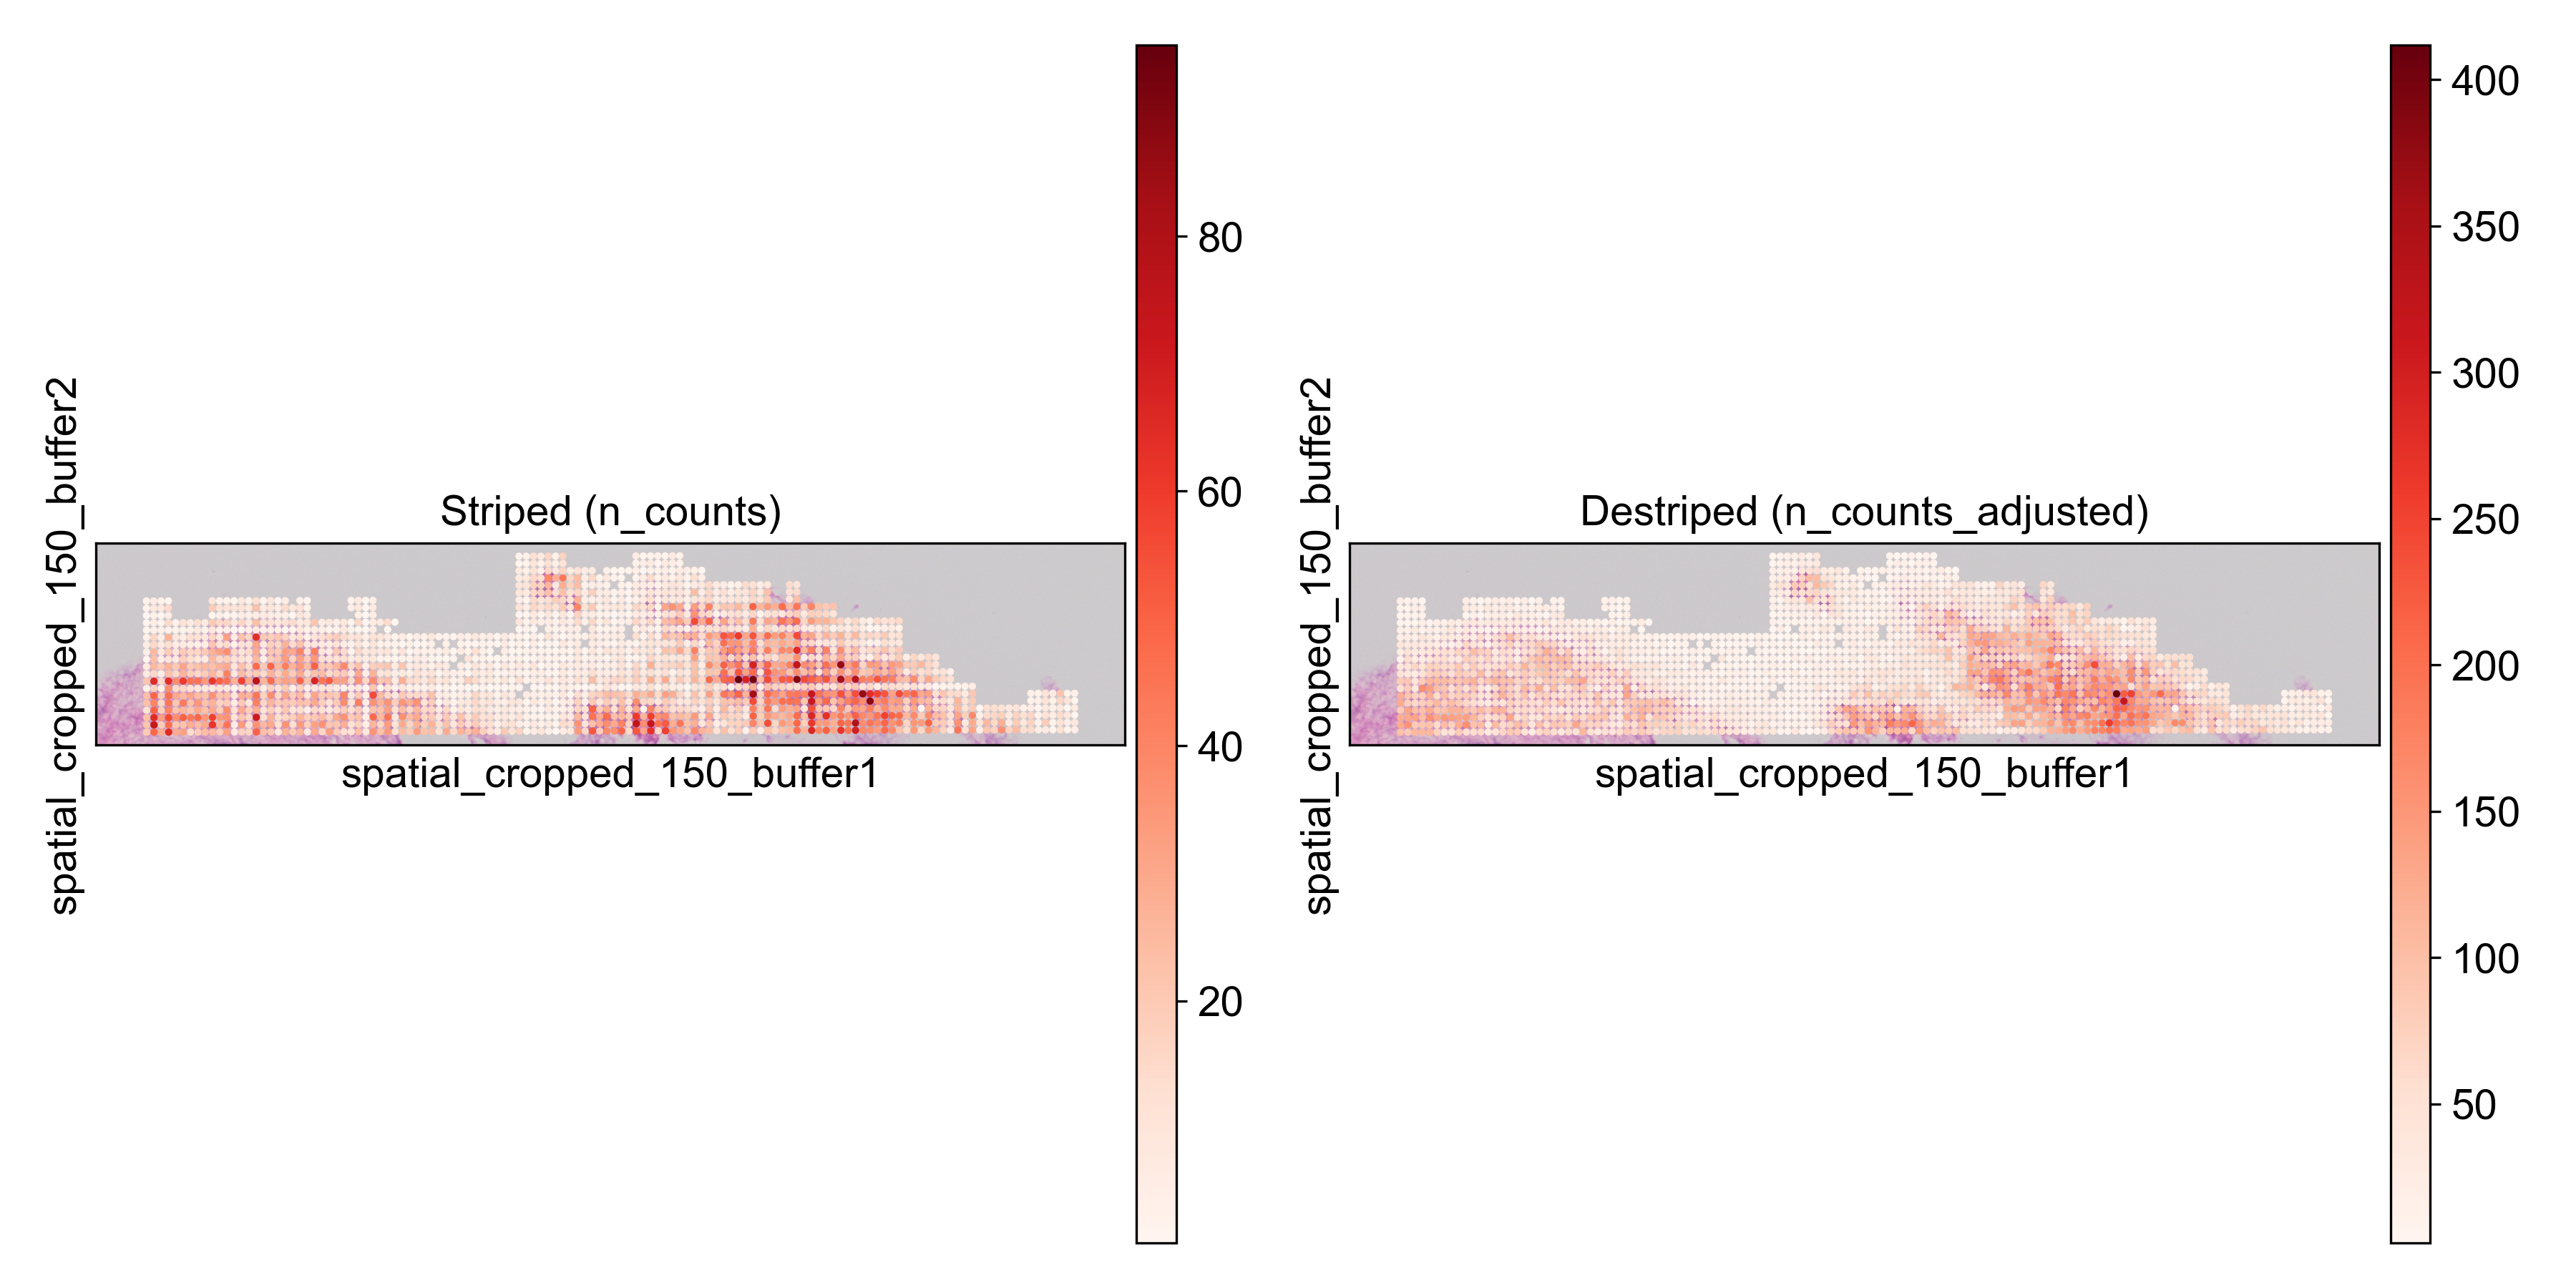 Striped (n_counts)
spatial_cropped_150_buffer2
spatial_cropped_150_buffer1
80
60
40
20
Destriped (n_counts_adjusted)
spatial_cropped_150_buffer2
spatial_cropped_150_buffer1
400
350
300
250
200
150
100
50